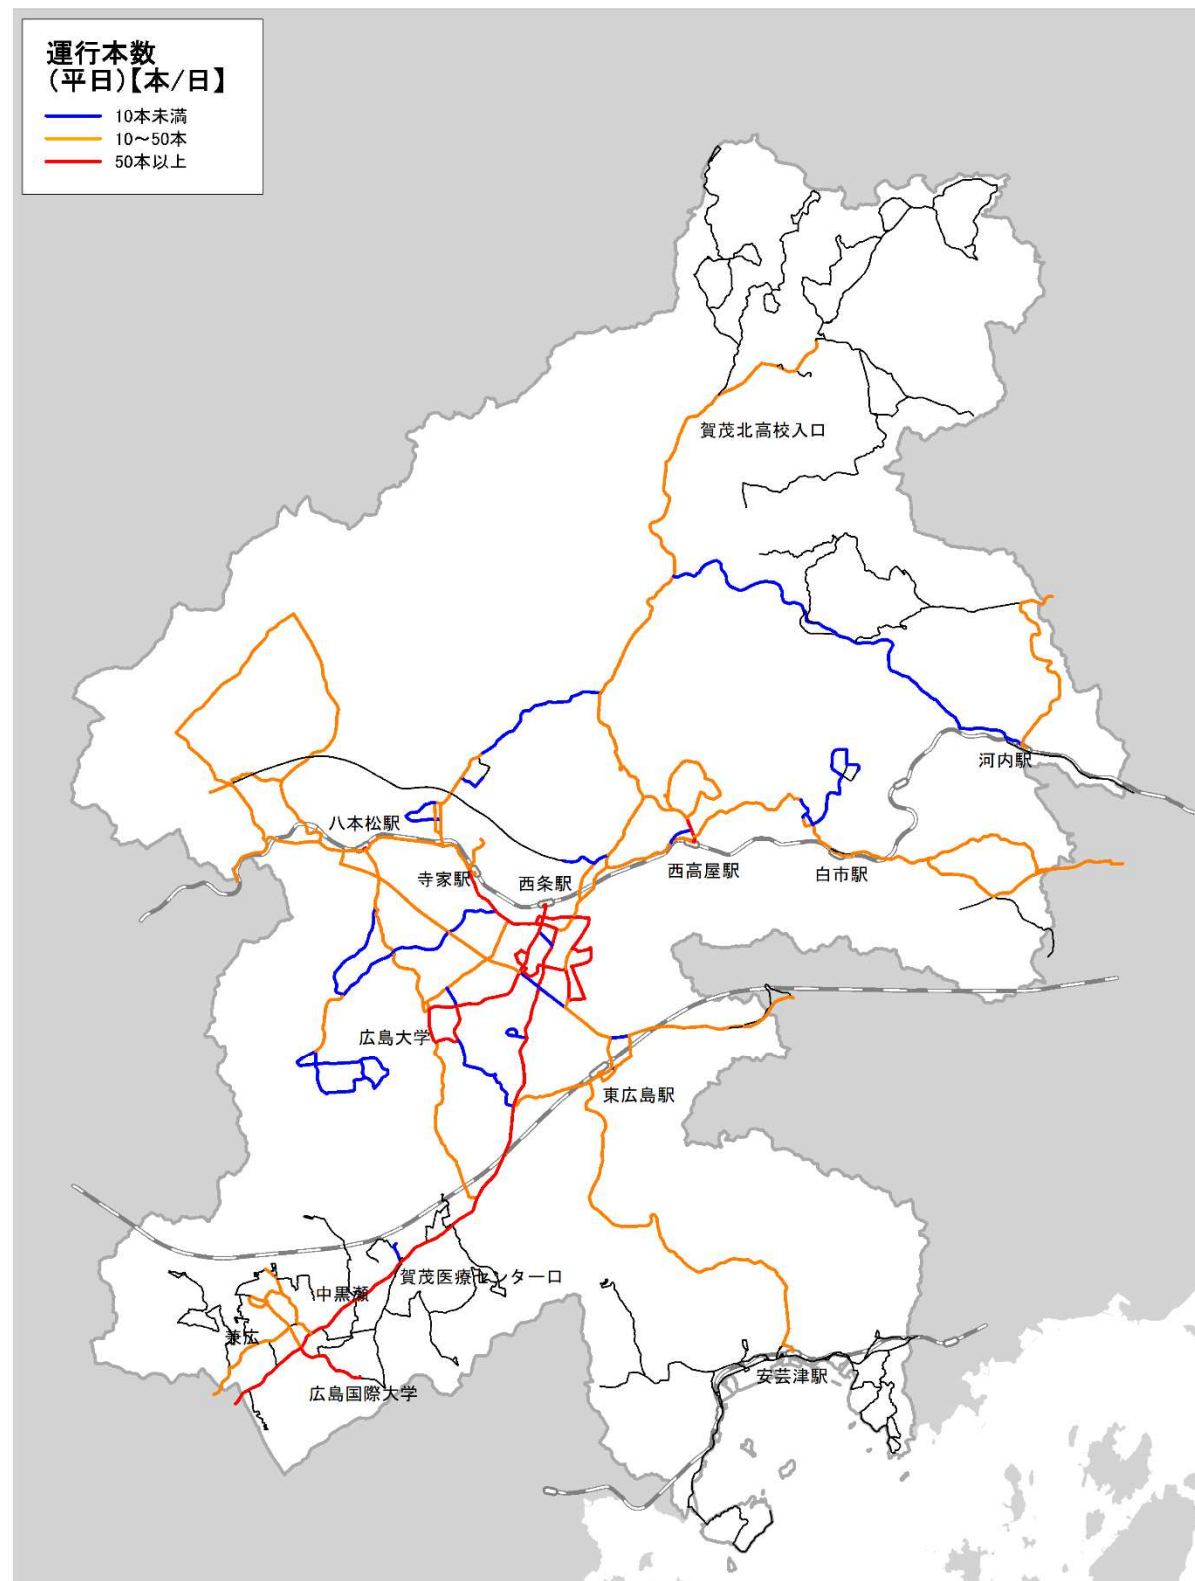 運行本数
(平日)【本/日】
10本未満
10～50本
50本以上
賀茂北高校入口
河内駅
八本松駅
寺家駅
西条駅
西高屋駅
白市駅
広島大学
東広島駅
賀茂医療センター口
中黒瀬
兼広
広島国際大学
安芸津駅